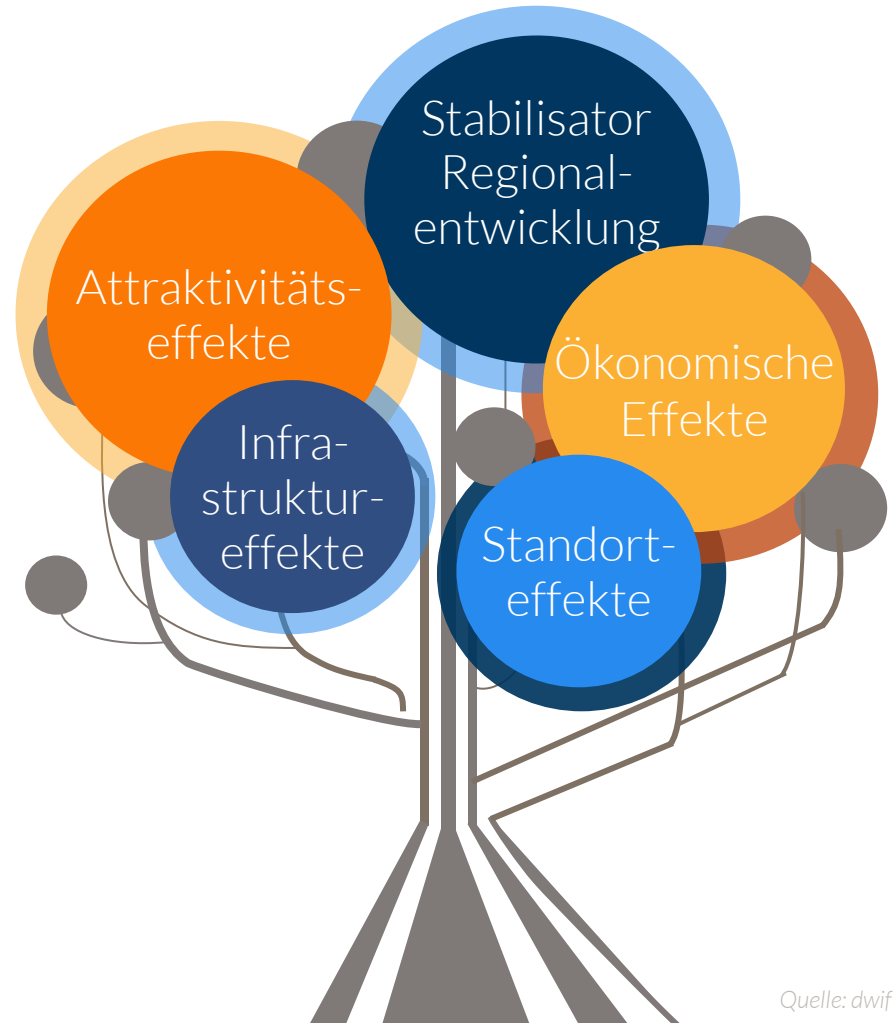 Stabilisator
Regional-
entwicklung
Attraktivitäts-
effekte
Ökonomische
Effekte
Infra-
struktur-
effekte
Standort-
effekte
Quelle: dwif